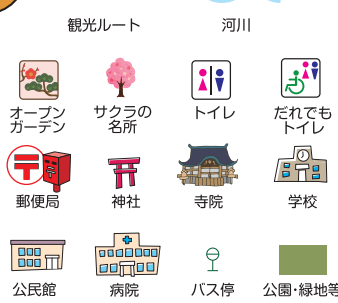 観光ルート 河川
オープン
ガーデン
サクラの
名所
トイレ
だれでも
トイレ
郵便局 神社 寺院 学校
公民館 病院 バス停 公園・緑地等